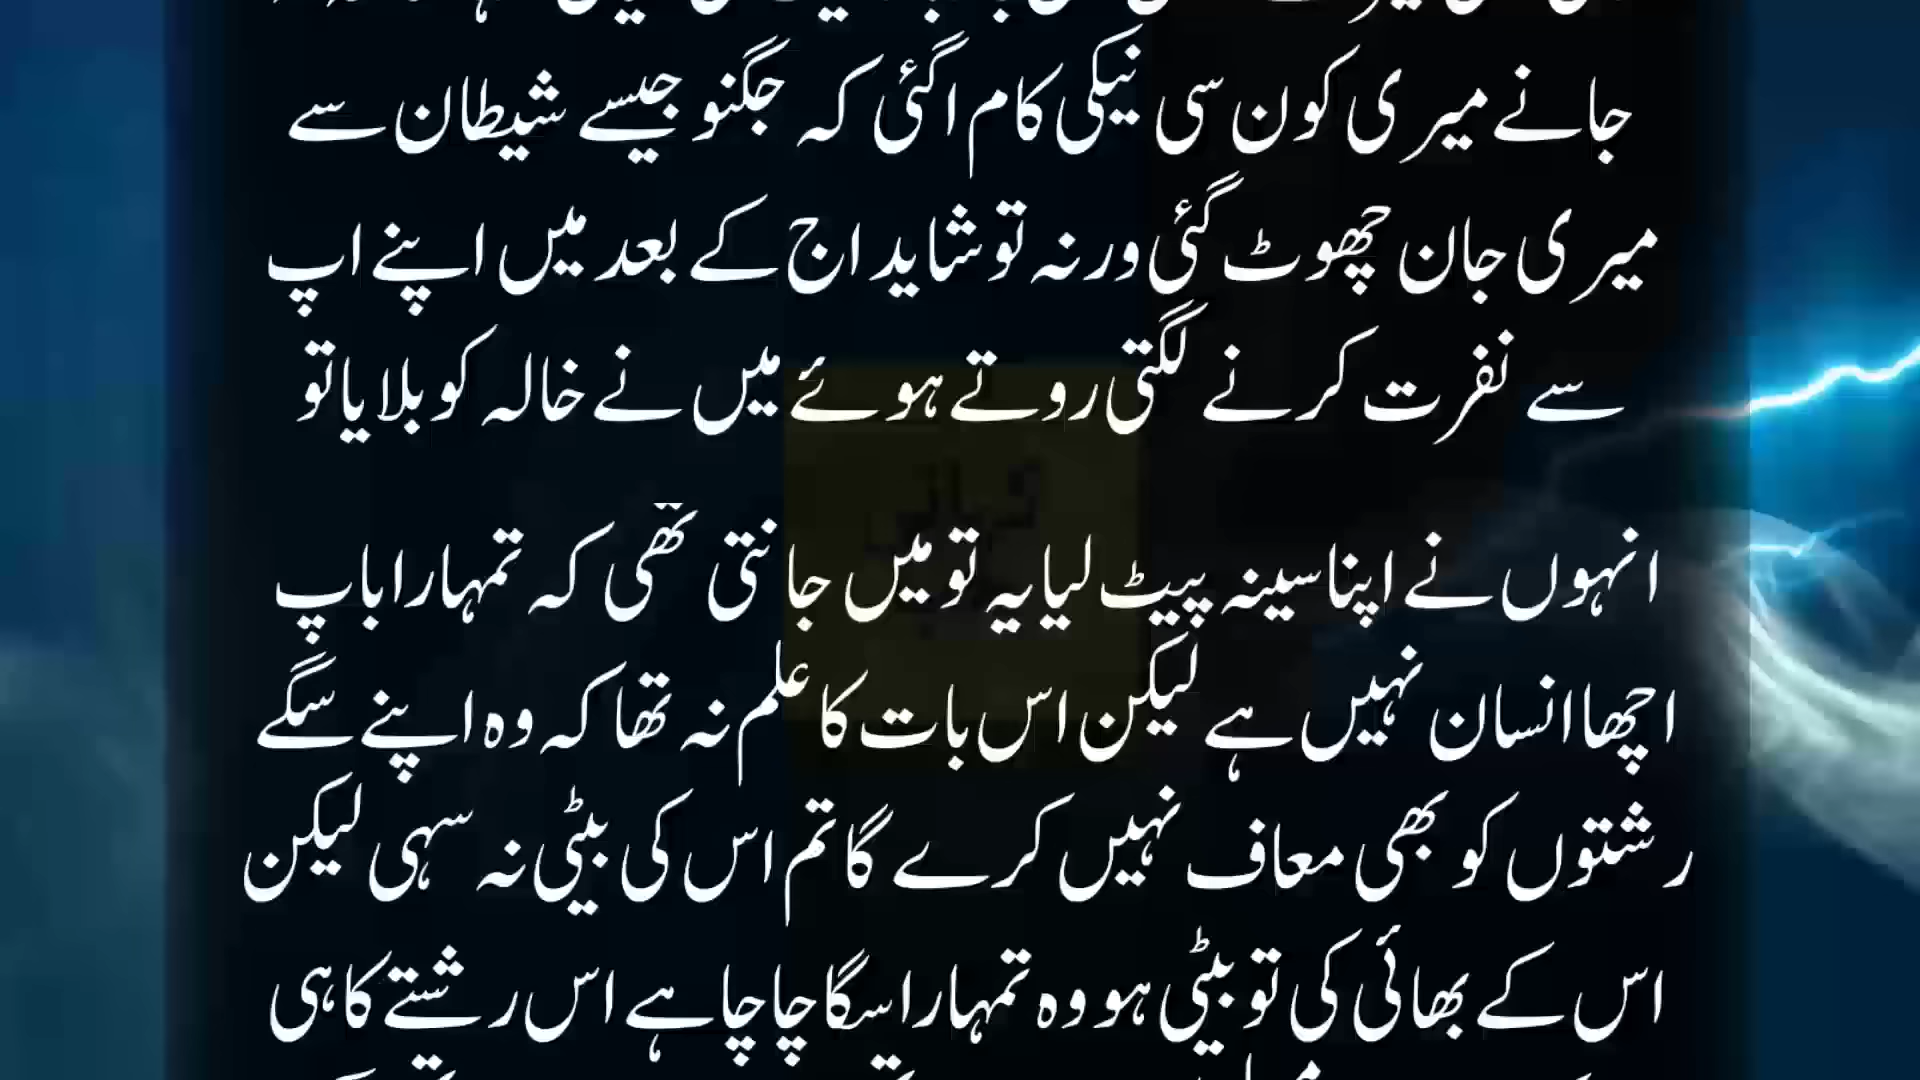 جانے میری کون سی نیکی کام اگئی کہ جگنو جیسے شیطان سے
میری جان چھوٹ گئی ورنہ تو شاید اج کے بعد میں اپنے اپ
سے نفرت کرنے لگتی روتے ہوئے میں نے خالہ کو بلایا تو
انہوں نے اپنا سینہ پیٹ لیا یہ تو میں جانتی تھی کہ تمہارا باپ
اچھا انسان نہیں ہے لیکن اس بات کا علم نہ تھا کہ وہ اپنے سگے
رشتوں کو بھی معاف نہیں کرے گا تم اس کی بیٹی نہ سہی لیکن
اس کے بھائی کی تو بیٹی ہو وہ تمہارا سگا چاچا ہے اس رشتے کا ہی